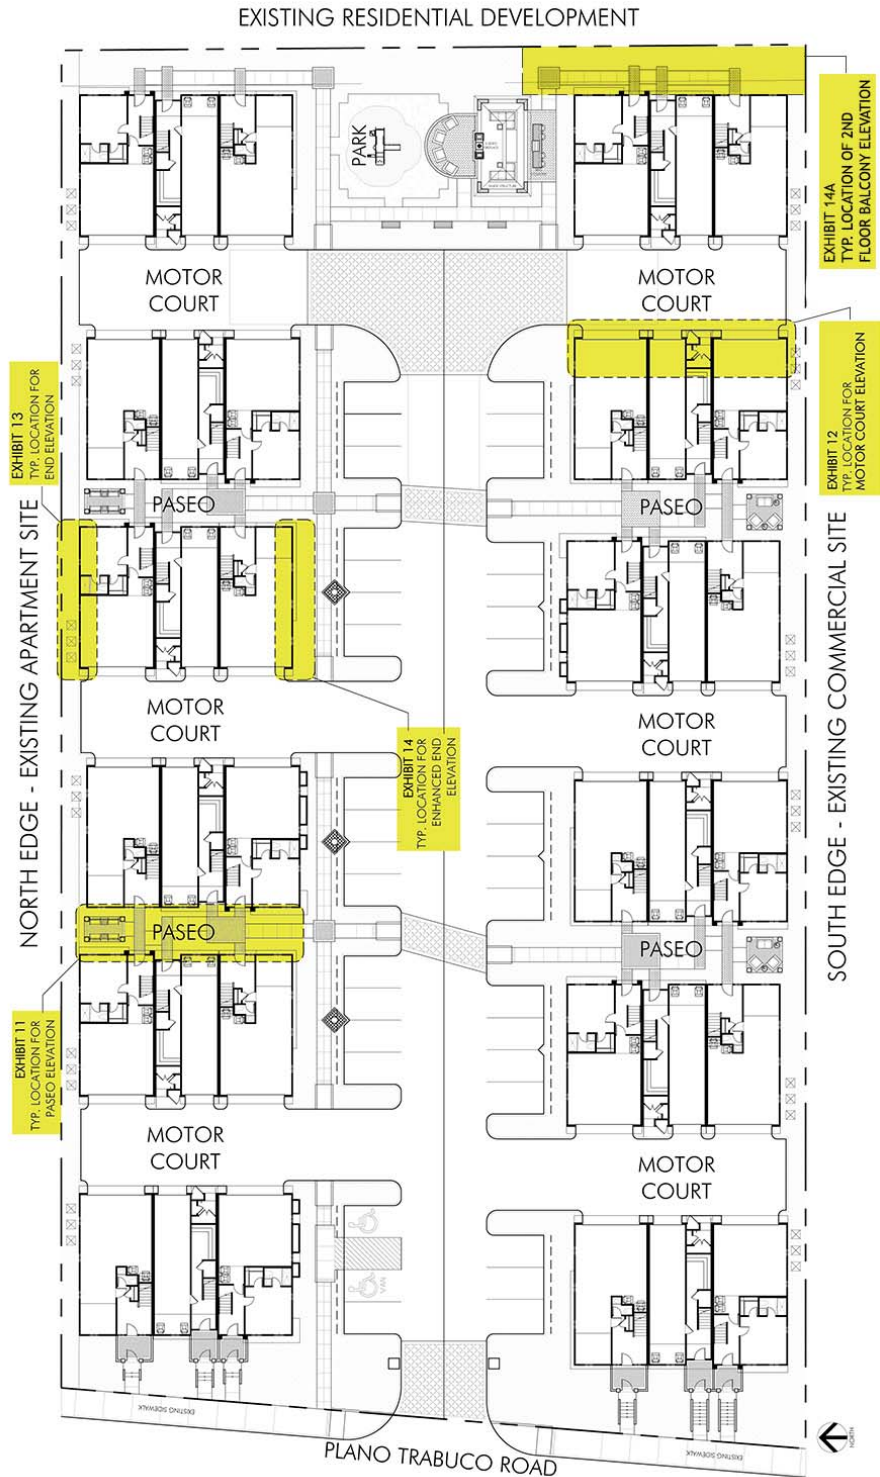 EXISTING RESIDENTIAL DEVELOPMENT
EXHIBIT 14A
TYP. LOCATION OF 2ND
FLOOR BALCONY ELEVATION
PARK
MOTOR
COURT
MOTOR
COURT
EXHIBIT 12
TYP. LOCATION FOR
MOTOR COURT ELEVATION
EXHIBIT 13
TYP. LOCATION FOR
END ELEVATION
PASEO
PASEO
NORTH EDGE - EXISTING APARTMENT SITE
SOUTH EDGE - EXISTING COMMERCIAL SITE
MOTOR
COURT
MOTOR
COURT
EXHIBIT 14
TYP. LOCATION FOR
ENHANCED END
ELEVATION
PASEO
PASEO
EXHIBIT 11
TYP. LOCATION FOR
PASEO ELEVATION
MOTOR
COURT
MOTOR
COURT
VAN
EXISTING SIDEWALK
EXISTING SIDEWALK
PLANO TRABUCO ROAD
NORTH